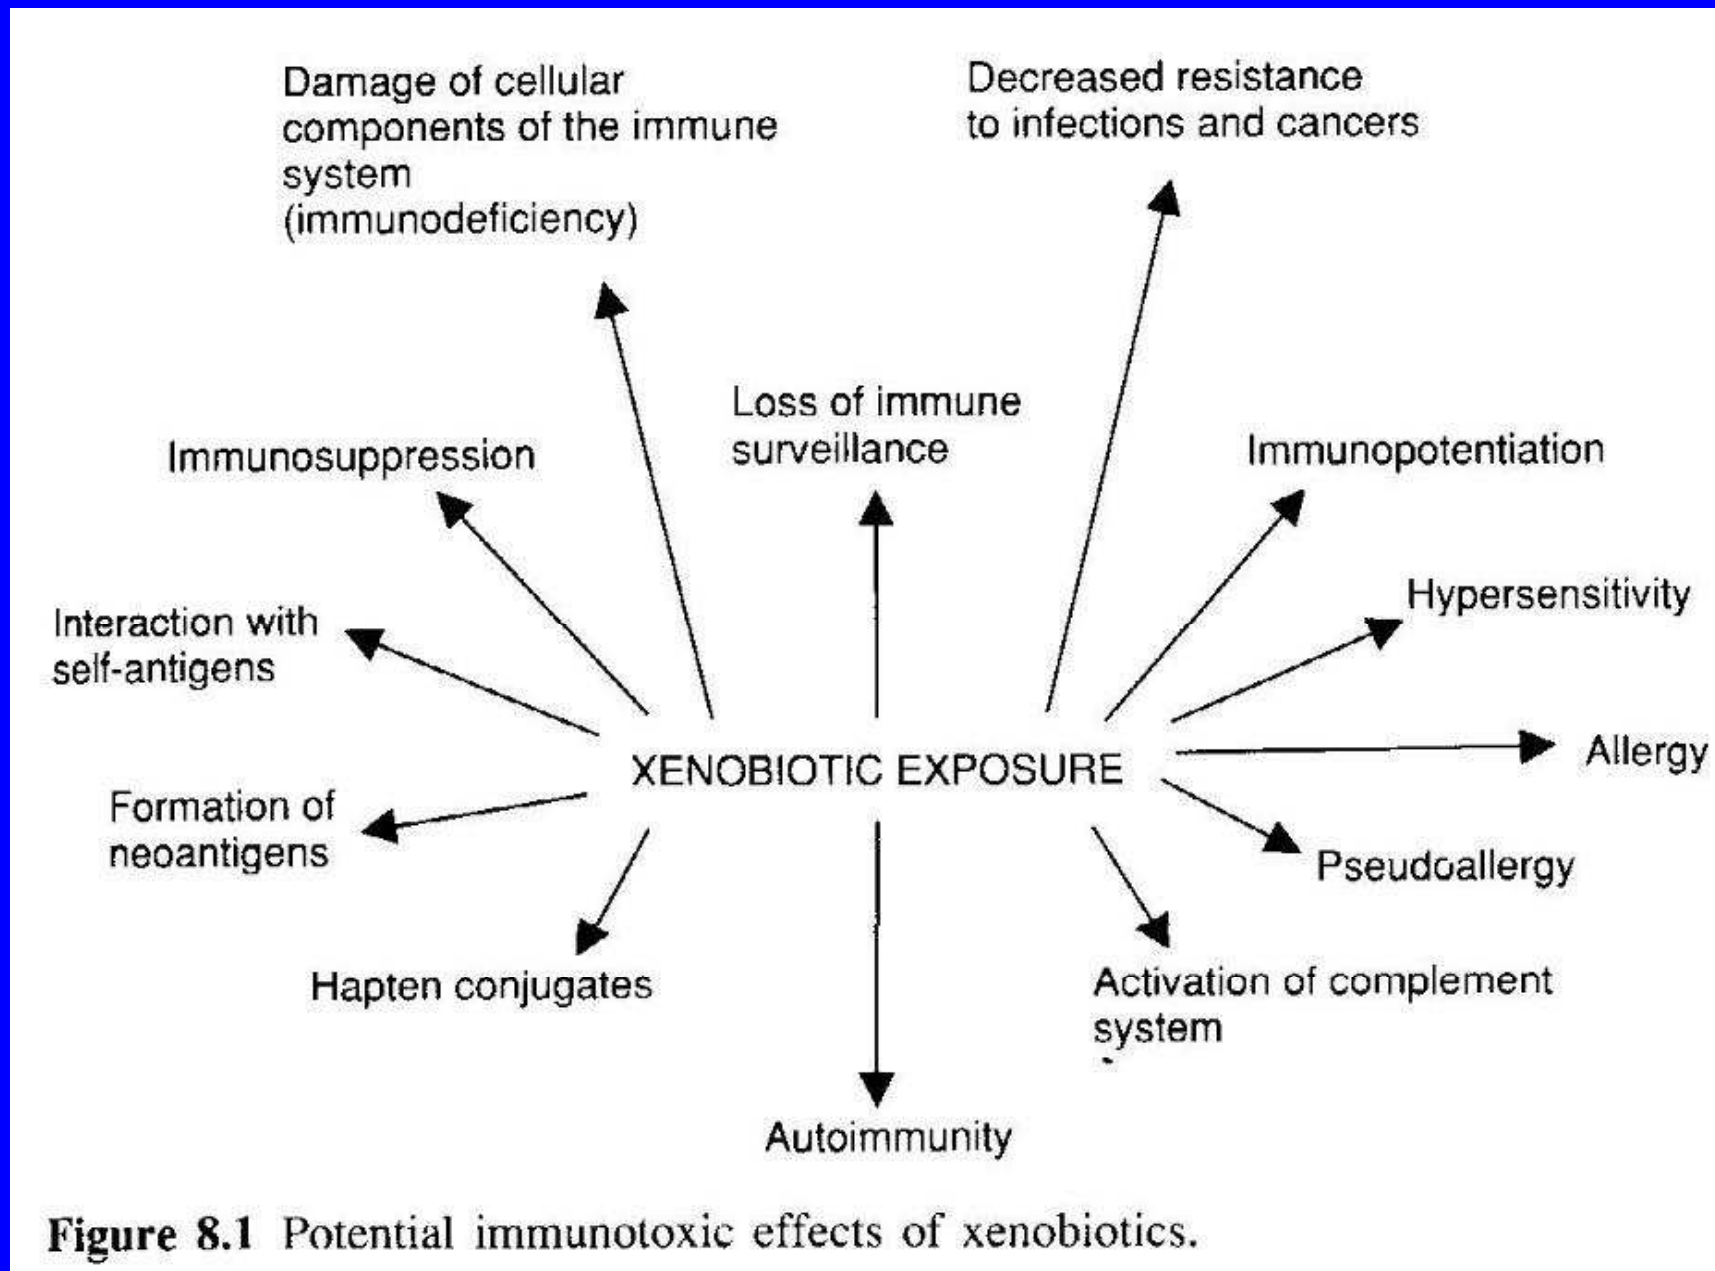 Damage of cellular
components of the immune
system
(immunodeficiency)
Decreased resistance
to infections and cancers
Loss of immune
surveillance
Immunosuppression
Immunopotentiation
Interaction with
self-antigens
Hypersensitivity
XENOBIOTIC EXPOSURE
Allergy
Formation of
neoantigens
Pseudoallergy
Hapten conjugates
Activation of complement
system
Autoimmunity
Figure 8.1 Potential immunotoxic effects of xenobiotics.